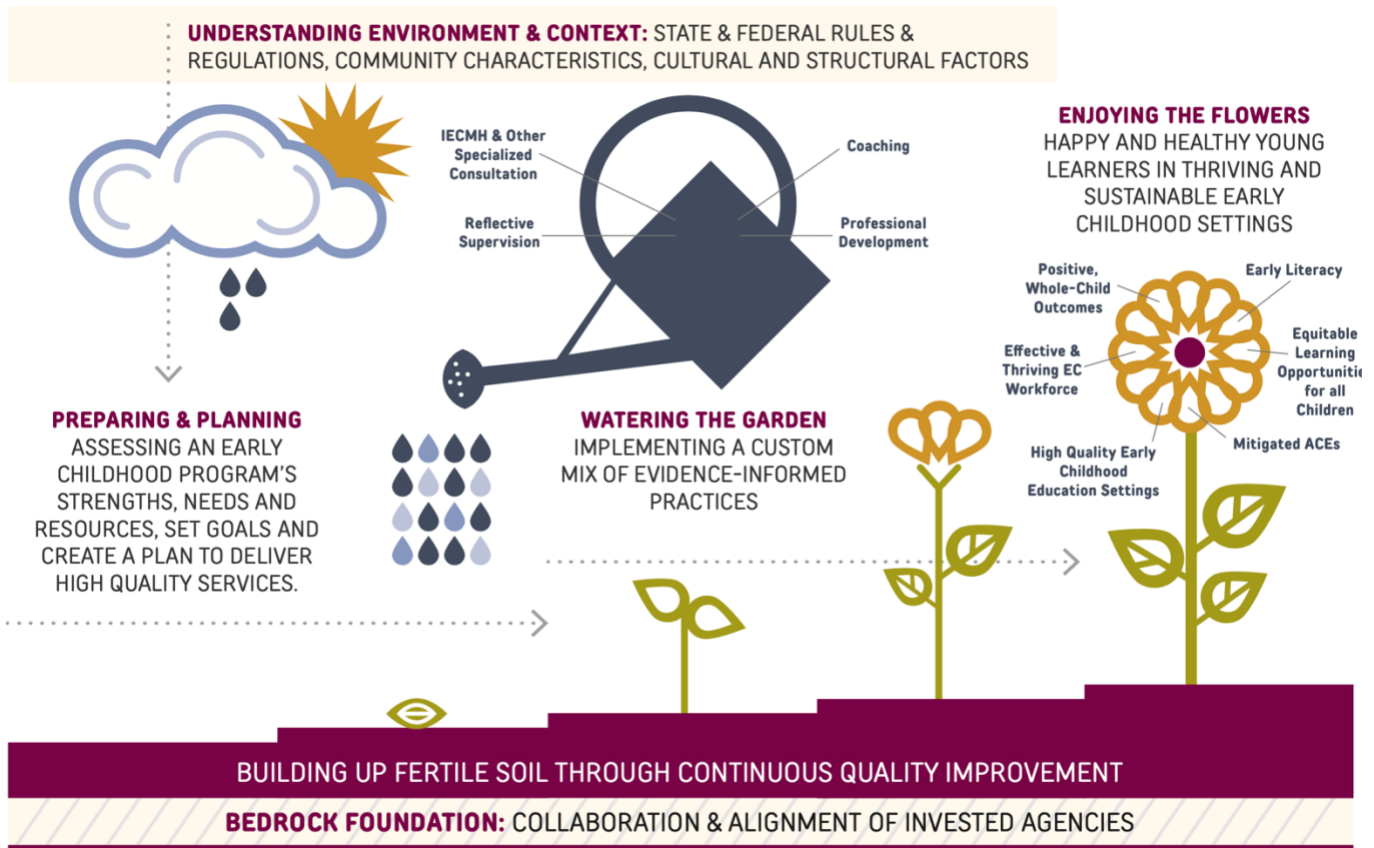 UNDERSTANDING ENVIRONMENT & CONTEXT: STATE & FEDERAL RULES &
REGULATIONS, COMMUNITY CHARACTERISTICS, CULTURAL AND STRUCTURAL FACTORS
IECMH & Other
Specialized
Consultation
Coaching
Reflective
Supervision
Professional
Development
ENJOYING THE FLOWERS
HAPPY AND HEALTHY YOUNG
LEARNERS IN THRIVING AND
SUSTAINABLE EARLY
CHILDHOOD SETTINGS
Positive,
Whole-Child
Outcomes
Early Literacy
Effective &
Thriving EC
Workforce
Equitable
Learning
Opportunitie
for all
Children
High Quality Early
Childhood
Education Settings
Mitigated ACEs
PREPARING & PLANNING
ASSESSING AN EARLY
CHILDHOOD PROGRAM'S
STRENGTHS, NEEDS AND
RESOURCES, SET GOALS AND
CREATE A PLAN TO DELIVER
HIGH QUALITY SERVICES.
WATERING THE GARDEN
IMPLEMENTING A CUSTOM
MIX OF EVIDENCE-INFORMED
PRACTICES
BUILDING UP FERTILE SOIL THROUGH CONTINUOUS QUALITY IMPROVEMENT
BEDROCK FOUNDATION: COLLABORATION & ALIGNMENT OF INVESTED AGENCIES